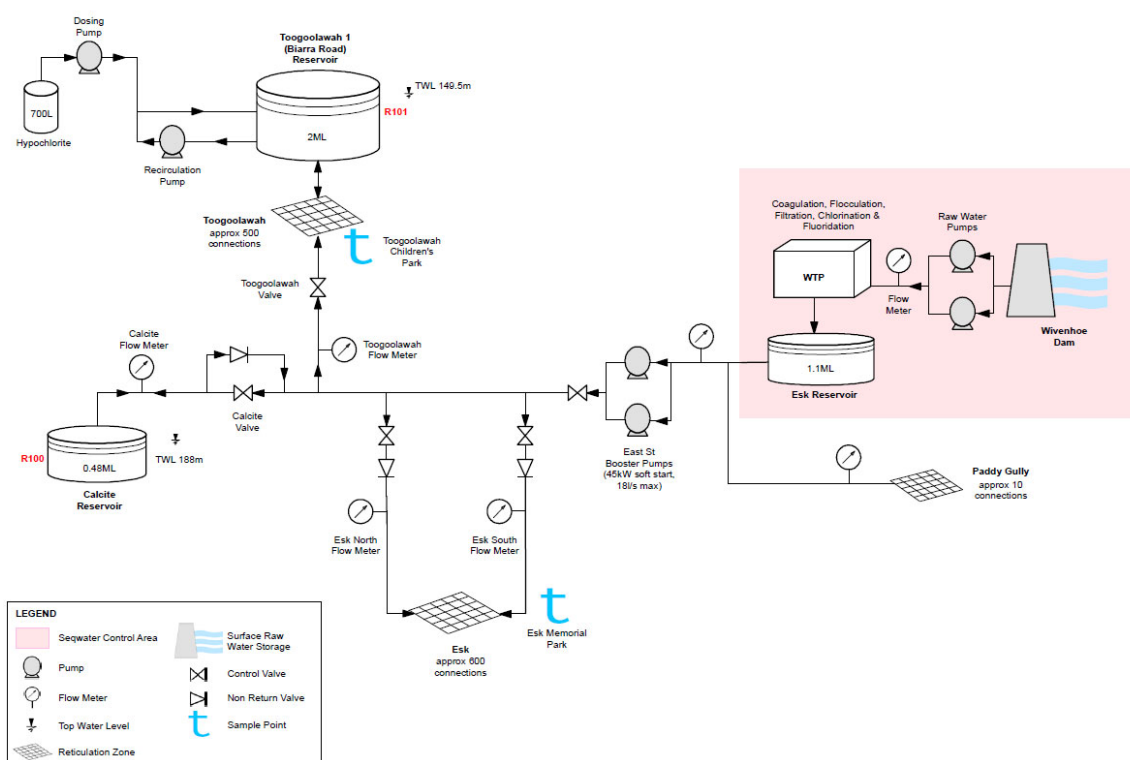 Dosing
Pump
700L
Hypochlorite
Recirculation
Pump
Toogoolawah 1
(Biarra Road)
Reservoir
TWL 149.5m
R101
2ML
Toogoolawah
approx 500
connections
t
Toogoolawah
Children's
Park
Toogoolawah
Valve
Toogoolawah
Flow Meter
Calcite
Flow Meter
Calcite
Valve
R100
0.48ML
TWL 188m
Calcite
Reservoir
Esk North
Flow Meter
Esk South
Flow Meter
Esk
approx 600
connections
t
Esk Memorial
Park
East St
Booster Pumps
(45kW soft start,
18l/s max)
Coagulation, Flocculation,
Filtration, Chlorination &
Fluoridation
WTP
Flow
Meter
Raw Water
Pumps
Wivenhoe
Dam
1.1ML
Esk Reservoir
Paddy Gully
approx 10
connections
LEGEND
Seqwater Control Area
Pump
Flow Meter
Top Water Level
Reticulation Zone
Surface Raw
Water Storage
Control Valve
Non Return Valve
t
Sample Point